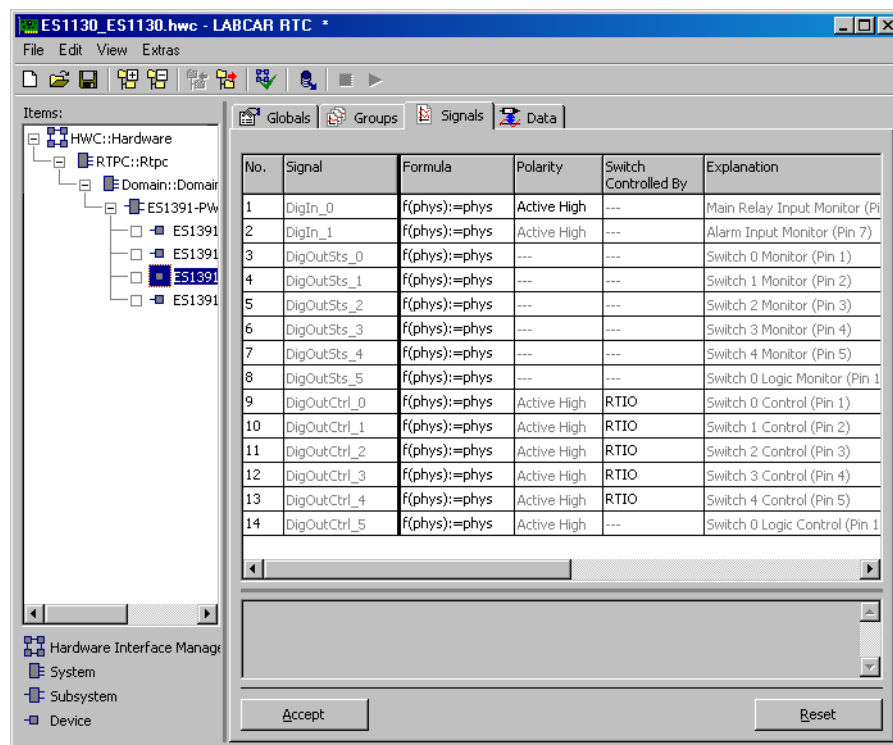 ES1130_ES1130.hwc - LABCAR RTC *
File Edit View Extras
Items:
HWC::Hardware
RTPC::Rtpc
Domain::Domair
ES1391-PW
ES1391
ES1391
ES1391
ES1391
Hardware Interface Manage
System
Subsystem
Device
Globals Groups Signals Data
No. Signal Formula Polarity Switch Controlled By Explanation
1 DigIn_0 f(phys):=phys Active High --- Main Relay Input Monitor (Pi
2 DigIn_1 f(phys):=phys Active High --- Alarm Input Monitor (Pin 7)
3 DigOutSts_0 f(phys):=phys --- --- Switch 0 Monitor (Pin 1)
4 DigOutSts_1 f(phys):=phys --- --- Switch 1 Monitor (Pin 2)
5 DigOutSts_2 f(phys):=phys --- --- Switch 2 Monitor (Pin 3)
6 DigOutSts_3 f(phys):=phys --- --- Switch 3 Monitor (Pin 4)
7 DigOutSts_4 f(phys):=phys --- --- Switch 4 Monitor (Pin 5)
8 DigOutSts_5 f(phys):=phys --- --- Switch 0 Logic Monitor (Pin 1
9 DigOutCtrl_0 f(phys):=phys Active High RTIO Switch 0 Control (Pin 1)
10 DigOutCtrl_1 f(phys):=phys Active High RTIO Switch 1 Control (Pin 2)
11 DigOutCtrl_2 f(phys):=phys Active High RTIO Switch 2 Control (Pin 3)
12 DigOutCtrl_3 f(phys):=phys Active High RTIO Switch 3 Control (Pin 4)
13 DigOutCtrl_4 f(phys):=phys Active High RTIO Switch 4 Control (Pin 5)
14 DigOutCtrl_5 f(phys):=phys Active High --- Switch 0 Logic Control (Pin 1
Accept Reset